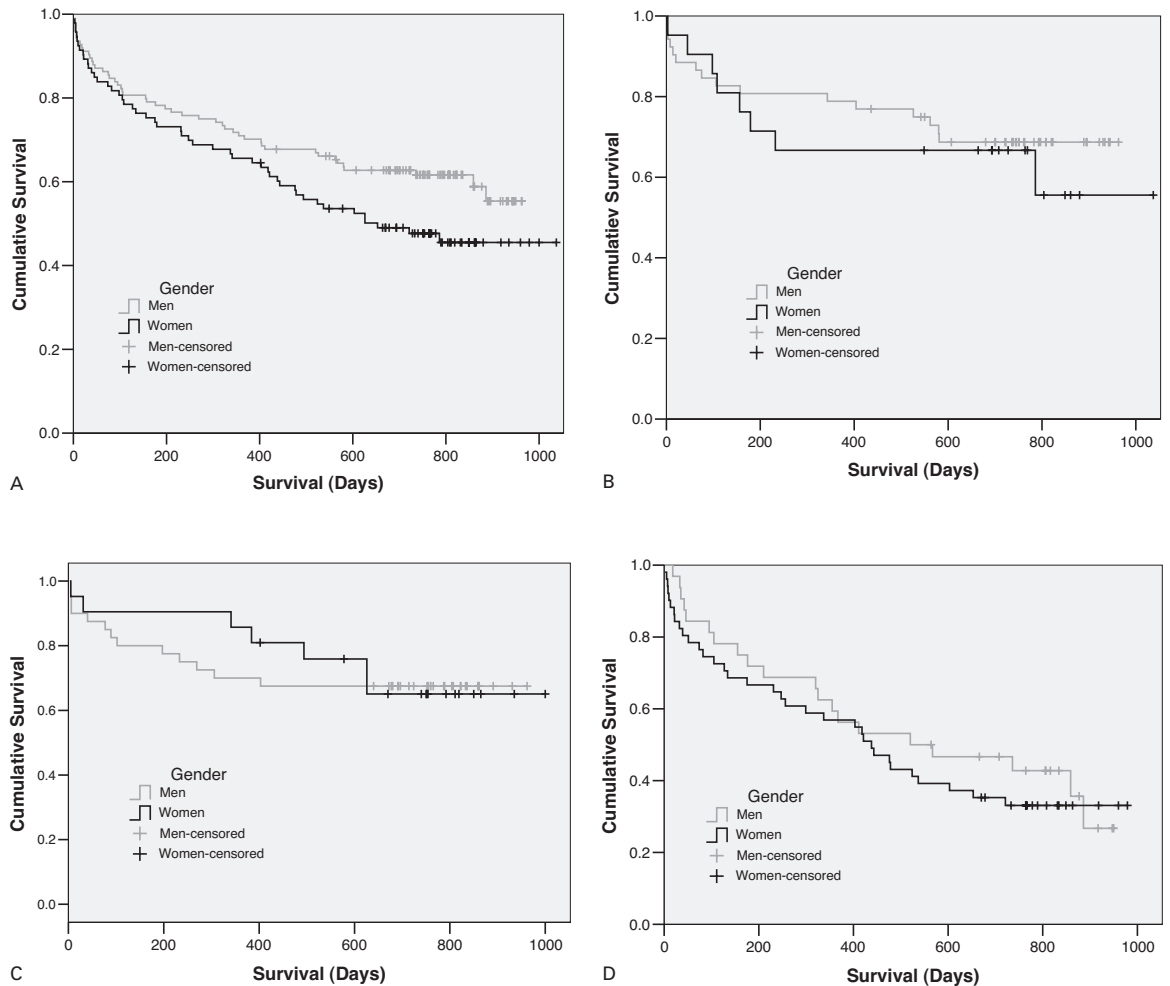 1.0
0.8
0.6
0.4
0.2
0.0
Cumulative Survival
Gender
Men
Women
Men-censored
Women-censored
0 200 400 600 800 1000
Survival (Days)
A
1.0
0.8
0.6
0.4
0.2
0.0
Cumulatiev Survival
Gender
Men
Women
Men-censored
Women-censored
0 200 400 600 800 1000
Survival (Days)
B
1.0
0.8
0.6
0.4
0.2
0.0
Cumulative Survival
Gender
Men
Women
Men-censored
Women-censored
0 200 400 600 800 1000
Survival (Days)
C
1.0
0.8
0.6
0.4
0.2
0.0
Cumulative Survival
Gender
Men
Women
Men-censored
Women-censored
0 200 400 600 800 1000
Survival (Days)
D